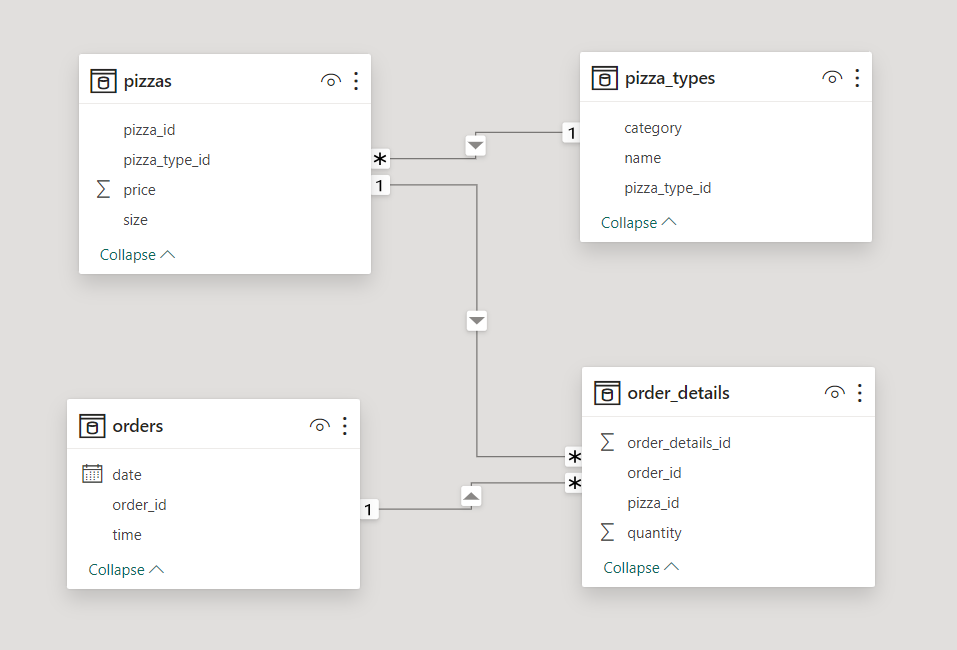 pizzas
pizza_id
pizza_type_id
price
size
Collapse
pizza_types
category
name
pizza_type_id
Collapse
*
1
1
orders
date
order_id
time
Collapse
1
order_details
order_details_id
order_id
pizza_id
quantity
Collapse
*
*